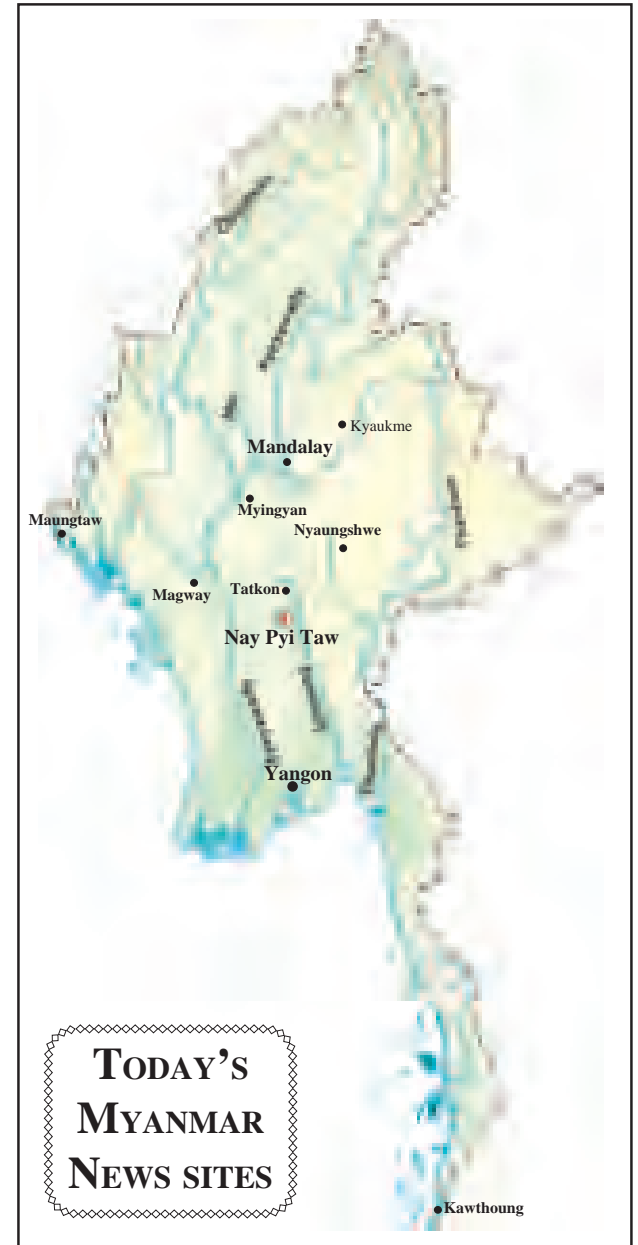 Kyaukme
Mandalay
Myingyan
Maungtaw
Nyaungshwe
Magway
Tatkon
Nay Pyi Taw
Yangon
TODAY'S
MYANMAR
NEWS SITES
Kawthoung